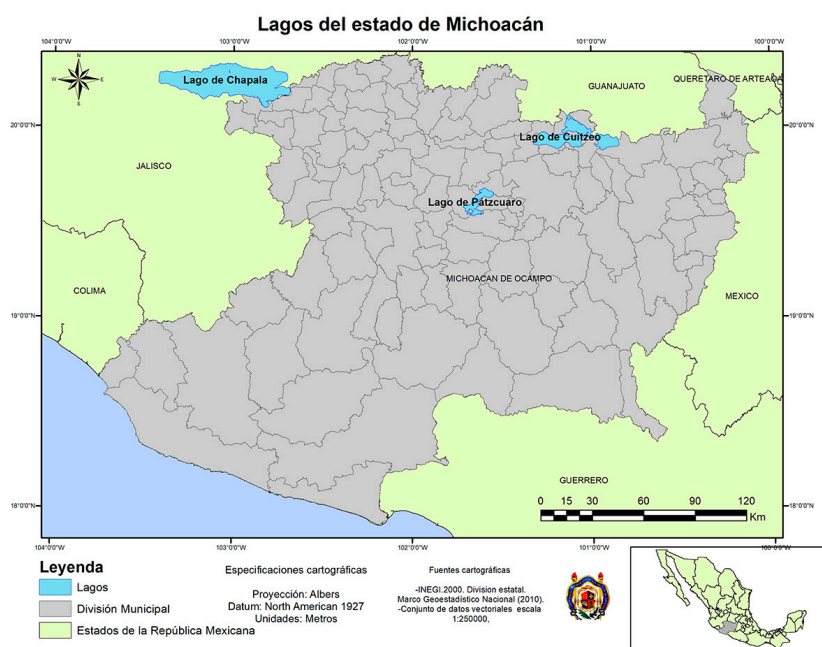 Lagos del estado de Michoacán
104°0'0"W 103°0'0"W 102°0'0"W 101°0'0"W 100°0'0"W
N
W E
S
Lago de Chapala
GUANAJUATO
QUERETARO DE ARTEAGA
20°0'0"N 20°0'0"N
Lago de Cuitzeo
JALISCO
Lago de Pátzcuaro
MICHOACAN DE OCAMPO
COLIMA
MEXICO
19°0'0"N 19°0'0"N
GUERRERO
0 15 30 60 90 120
Km
18°0'0"N 18°0'0"N
104°0'0"W 103°0'0"W 102°0'0"W 101°0'0"W 100°0'0"W
Leyenda
Lagos
División Municipal
Estados de la República Mexicana
Especificaciones cartográficas
Proyección: Albers
Datum: North American 1927
Unidades: Metros
Fuentes cartográficas
-INEGI.2000. Division estatal.
Marco Geoestadístico Nacional (2010).
-Conjunto de datos vectoriales escala
1:250000,